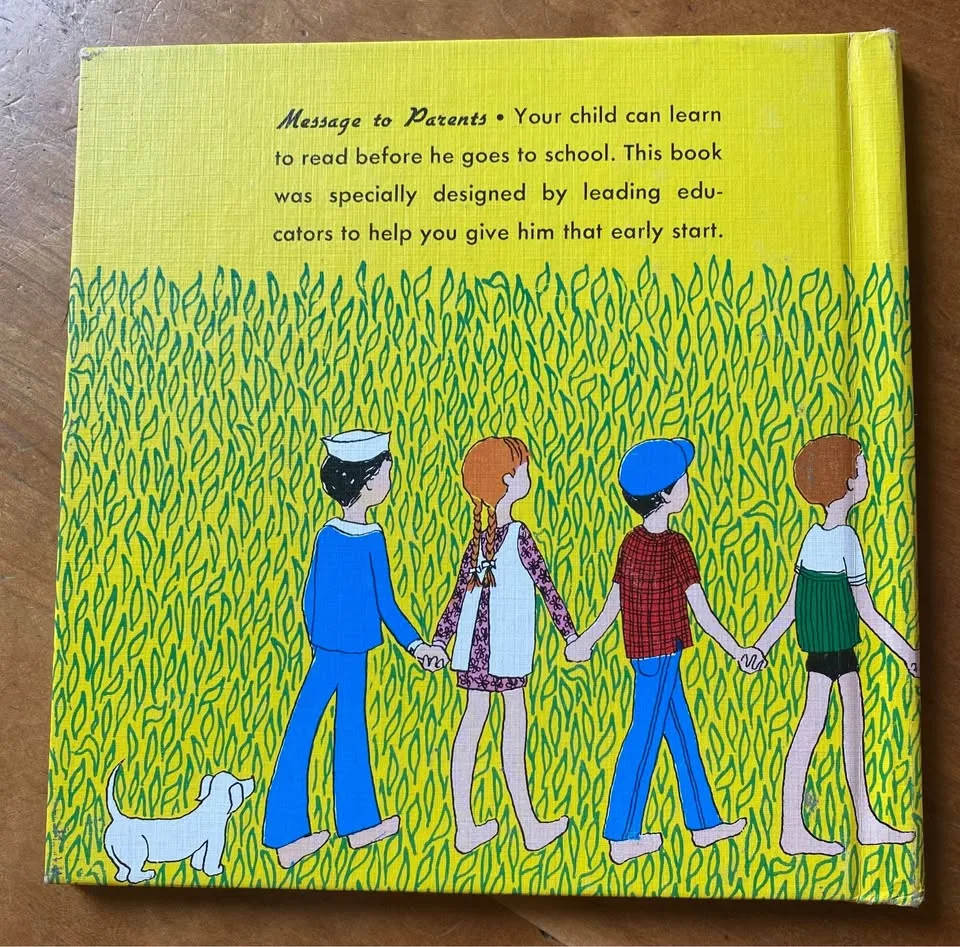 Message to Parents • Your child can learn
to read before he goes to school. This book
was specially designed by leading edu-
cators to help you give him that early start.